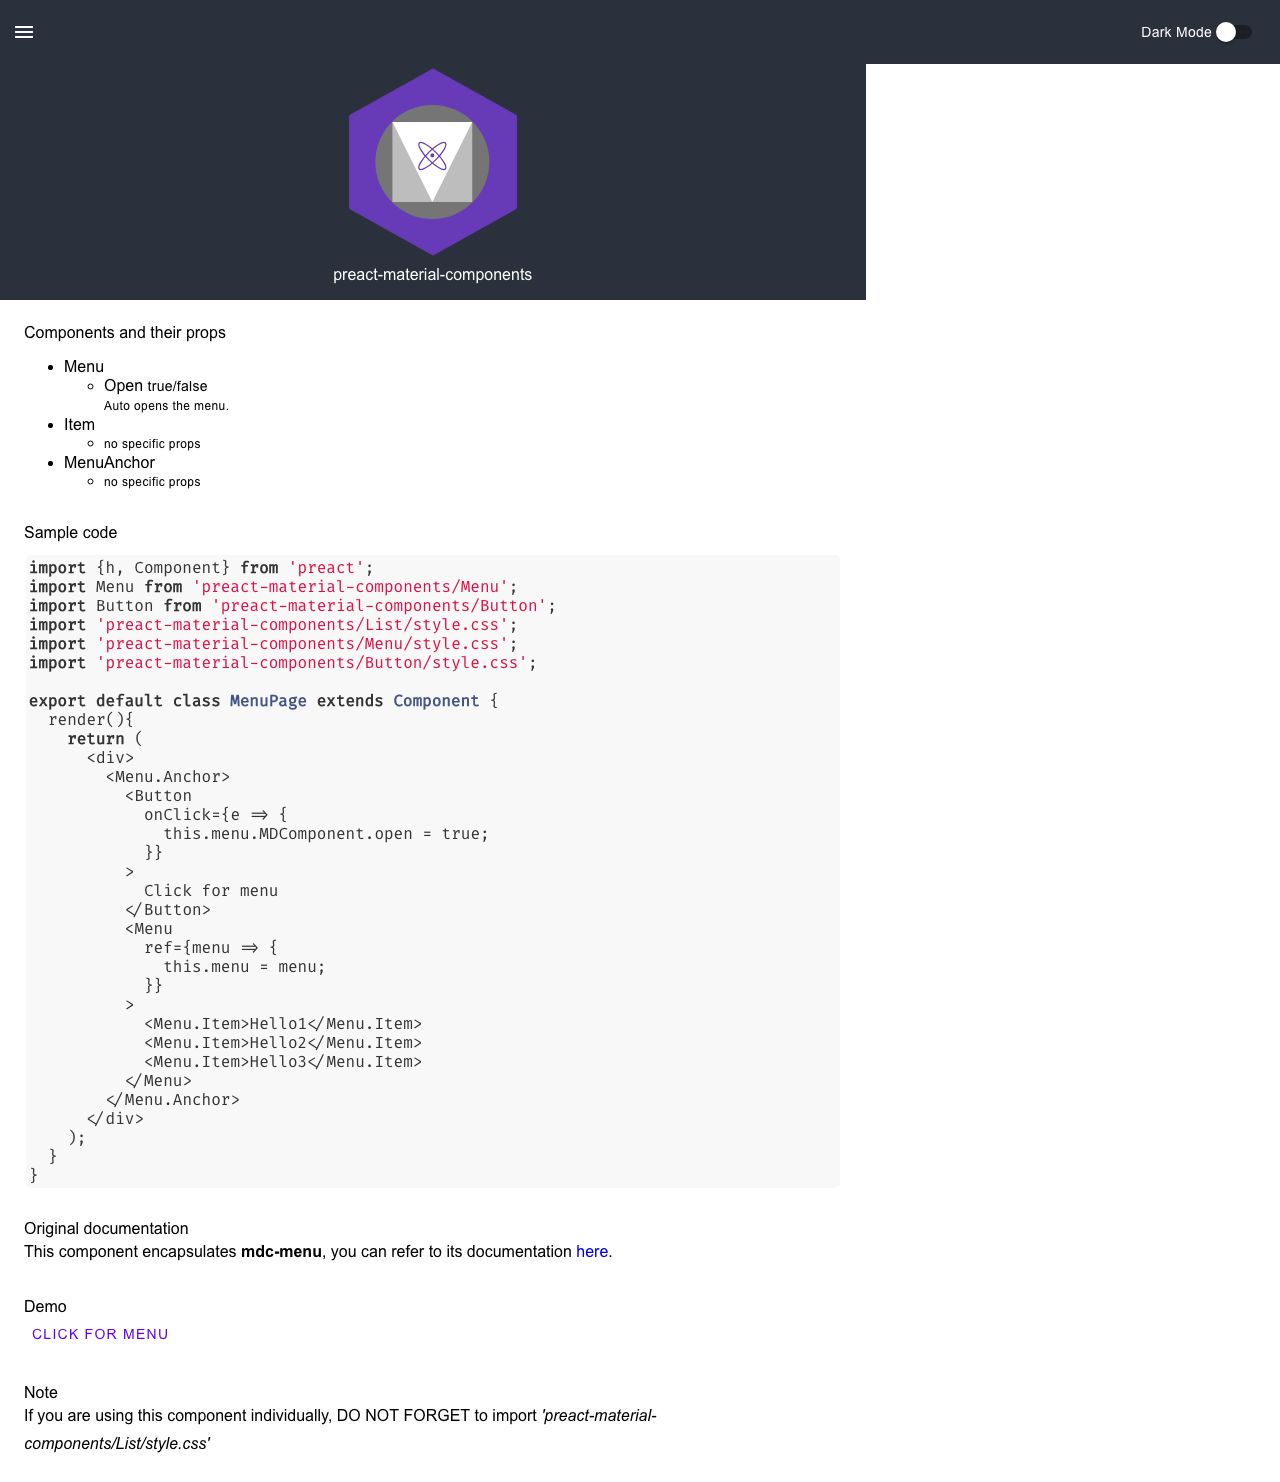 Dark Mode
preact-material-components
Components and their props
Menu
Open true/false
Auto opens the menu.
Item
no specific props
MenuAnchor
no specific props
Sample code
import {h, Component} from 'preact';
import Menu from 'preact-material-components/Menu';
import Button from 'preact-material-components/Button';
import 'preact-material-components/List/style.css';
import 'preact-material-components/Menu/style.css';
import 'preact-material-components/Button/style.css';
export default class MenuPage extends Component {
  render(){
    return (
      <div>
        <Menu.Anchor>
          <Button
            onClick={e => {
              this.menu.MDComponent.open = true;
            }}
          >
            Click for menu
          </Button>
          <Menu
            ref={menu => {
              this.menu = menu;
            }}
          >
            <Menu.Item>Hello1</Menu.Item>
            <Menu.Item>Hello2</Menu.Item>
            <Menu.Item>Hello3</Menu.Item>
          </Menu>
        </Menu.Anchor>
      </div>
    );
  }
}
Original documentation
This component encapsulates mdc-menu, you can refer to its documentation here.
Demo
CLICK FOR MENU
Note
If you are using this component individually, DO NOT FORGET to import 'preact-material-
components/List/style.css'